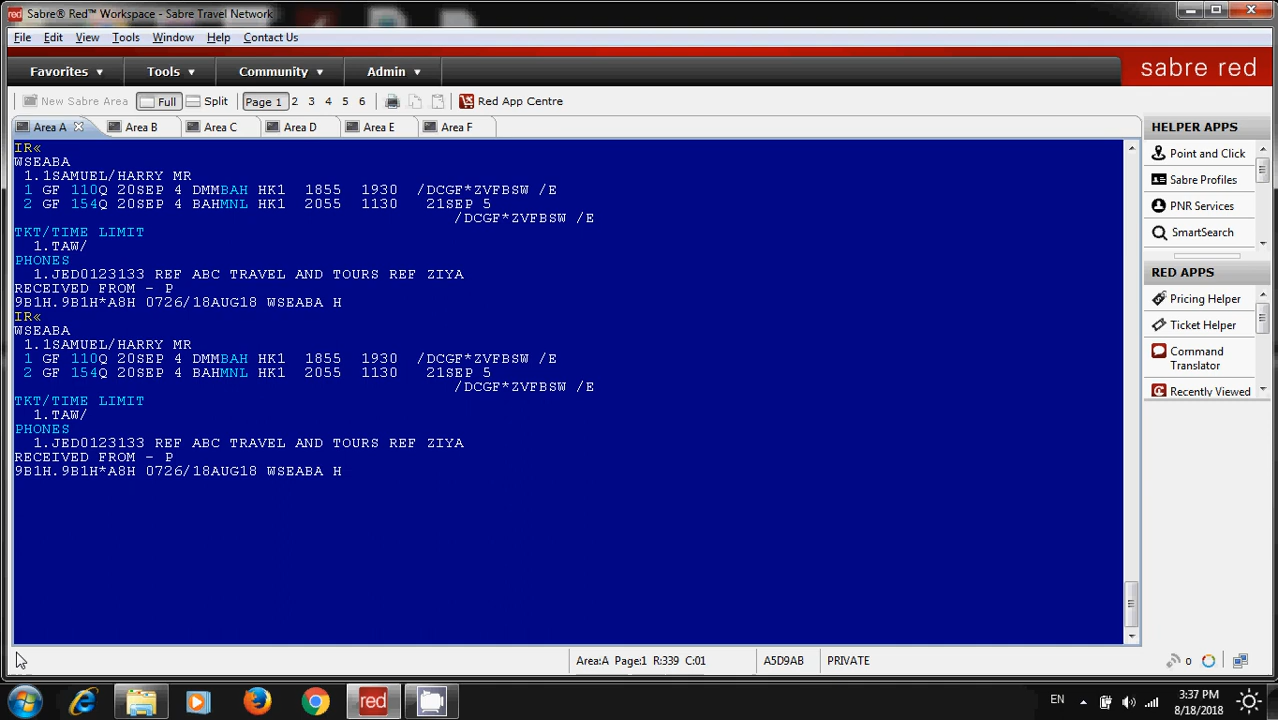 red Sabre® Red™ Workspace - Sabre Travel Network
File Edit View Tools Window Help Contact Us
Favorites Tools Community Admin
sabre red
New Sabre Area Full Split Page 1 2 3 4 5 6 Red App Centre
Area A Area B Area C Area D Area E Area F
IR«
WSEABA
1.1SAMUEL/HARRY MR
1 GF 110Q 20SEP 4 DMMBAH HK1 1855 1930 /DCGF*ZVFBSW /E
2 GF 154Q 20SEP 4 BAHMNL HK1 2055 1130 21SEP 5
/DCGF*ZVFBSW /E
TKT/TIME LIMIT
1.TAW/
PHONES
1.JED0123133 REF ABC TRAVEL AND TOURS REF ZIYA
RECEIVED FROM - P
9B1H.9B1H*A8H 0726/18AUG18 WSEABA H
IR«
WSEABA
1.1SAMUEL/HARRY MR
1 GF 110Q 20SEP 4 DMMBAH HK1 1855 1930 /DCGF*ZVFBSW /E
2 GF 154Q 20SEP 4 BAHMNL HK1 2055 1130 21SEP 5
/DCGF*ZVFBSW /E
TKT/TIME LIMIT
1.TAW/
PHONES
1.JED0123133 REF ABC TRAVEL AND TOURS REF ZIYA
RECEIVED FROM - P
9B1H.9B1H*A8H 0726/18AUG18 WSEABA H
HELPER APPS
Point and Click
Sabre Profiles
PNR Services
SmartSearch
RED APPS
Pricing Helper
Ticket Helper
Command
Translator
Recently Viewed
Area:A Page:1 R:339 C:01 A5D9AB PRIVATE 0
red
EN
3:37 PM
8/18/2018